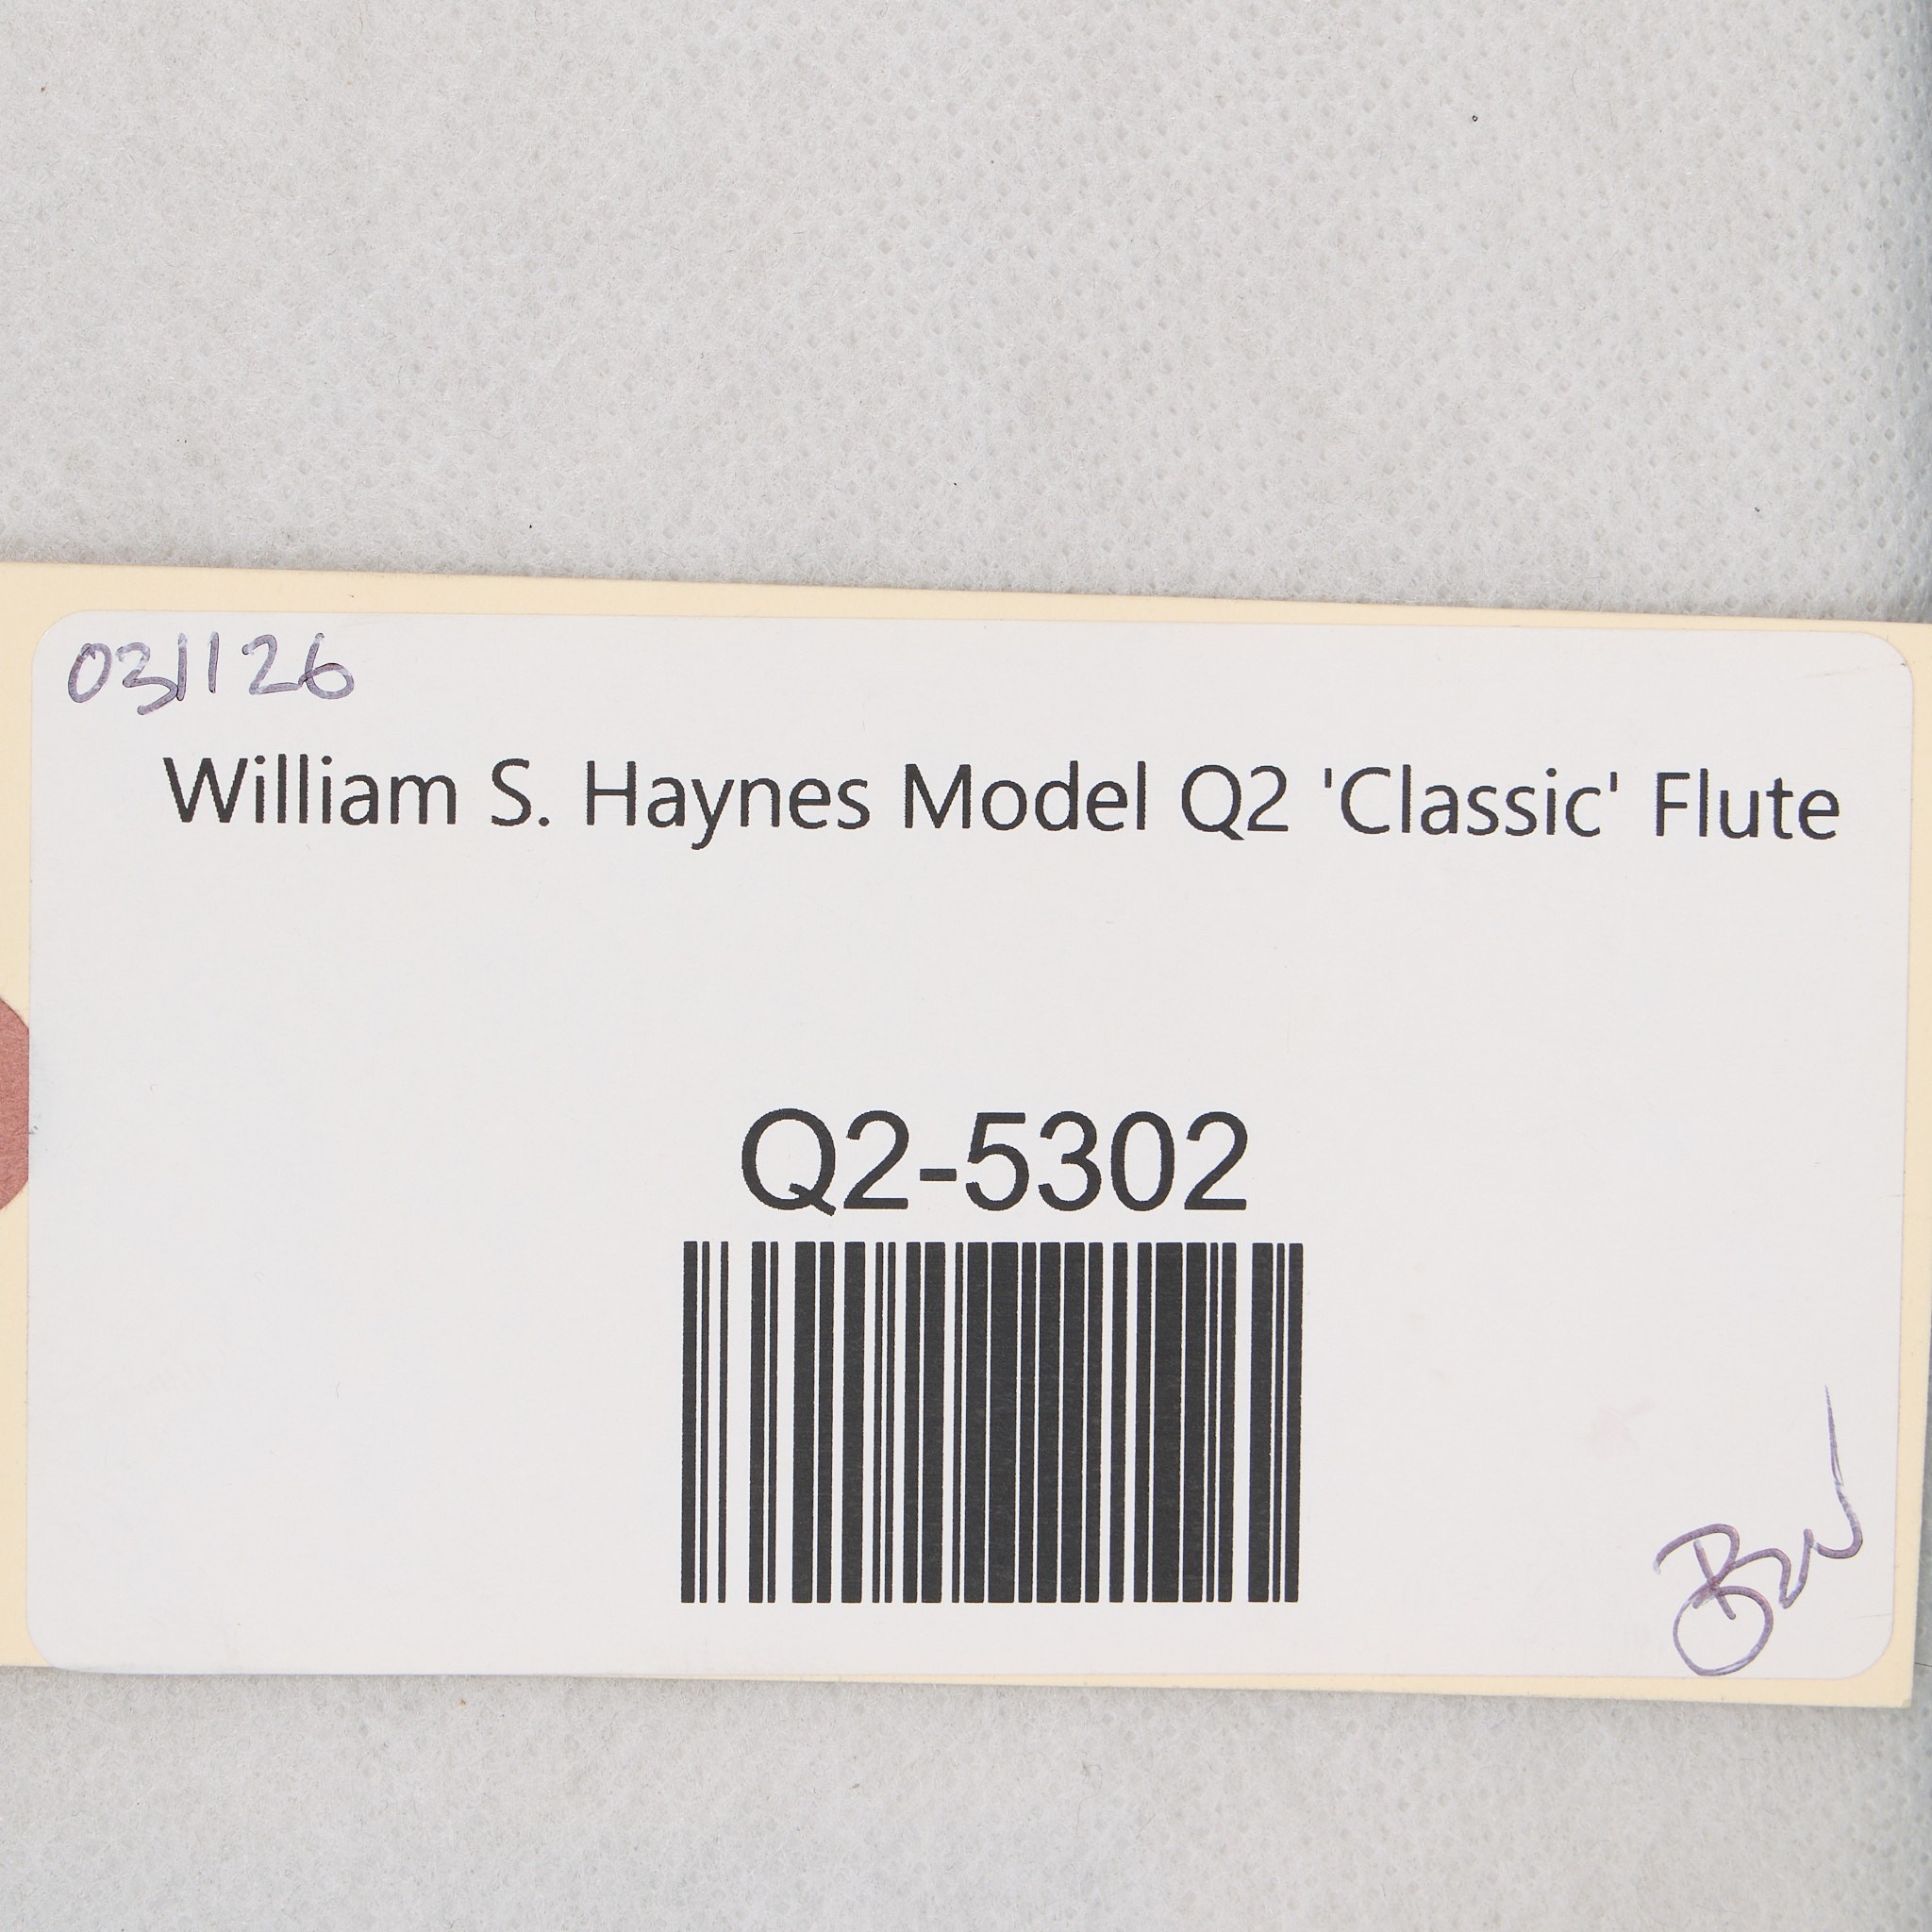 031126
William S. Haynes Model Q2 'Classic' Flute
Q2-5302